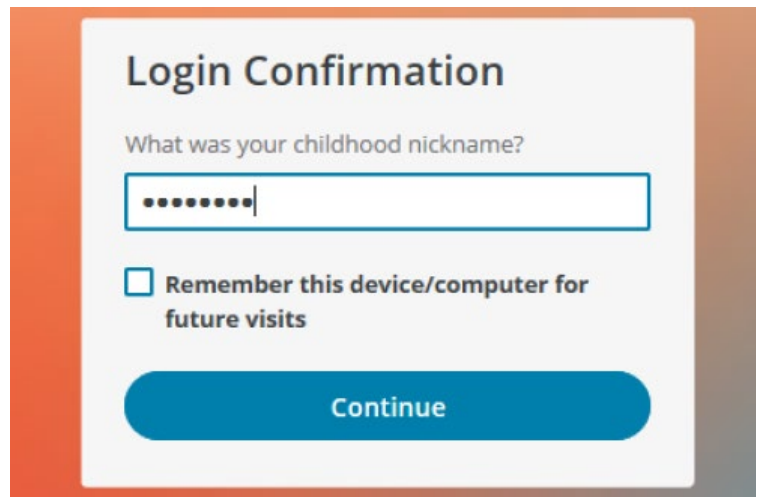 Login Confirmation
What was your childhood nickname?
••••••••
Remember this device/computer for
future visits
Continue